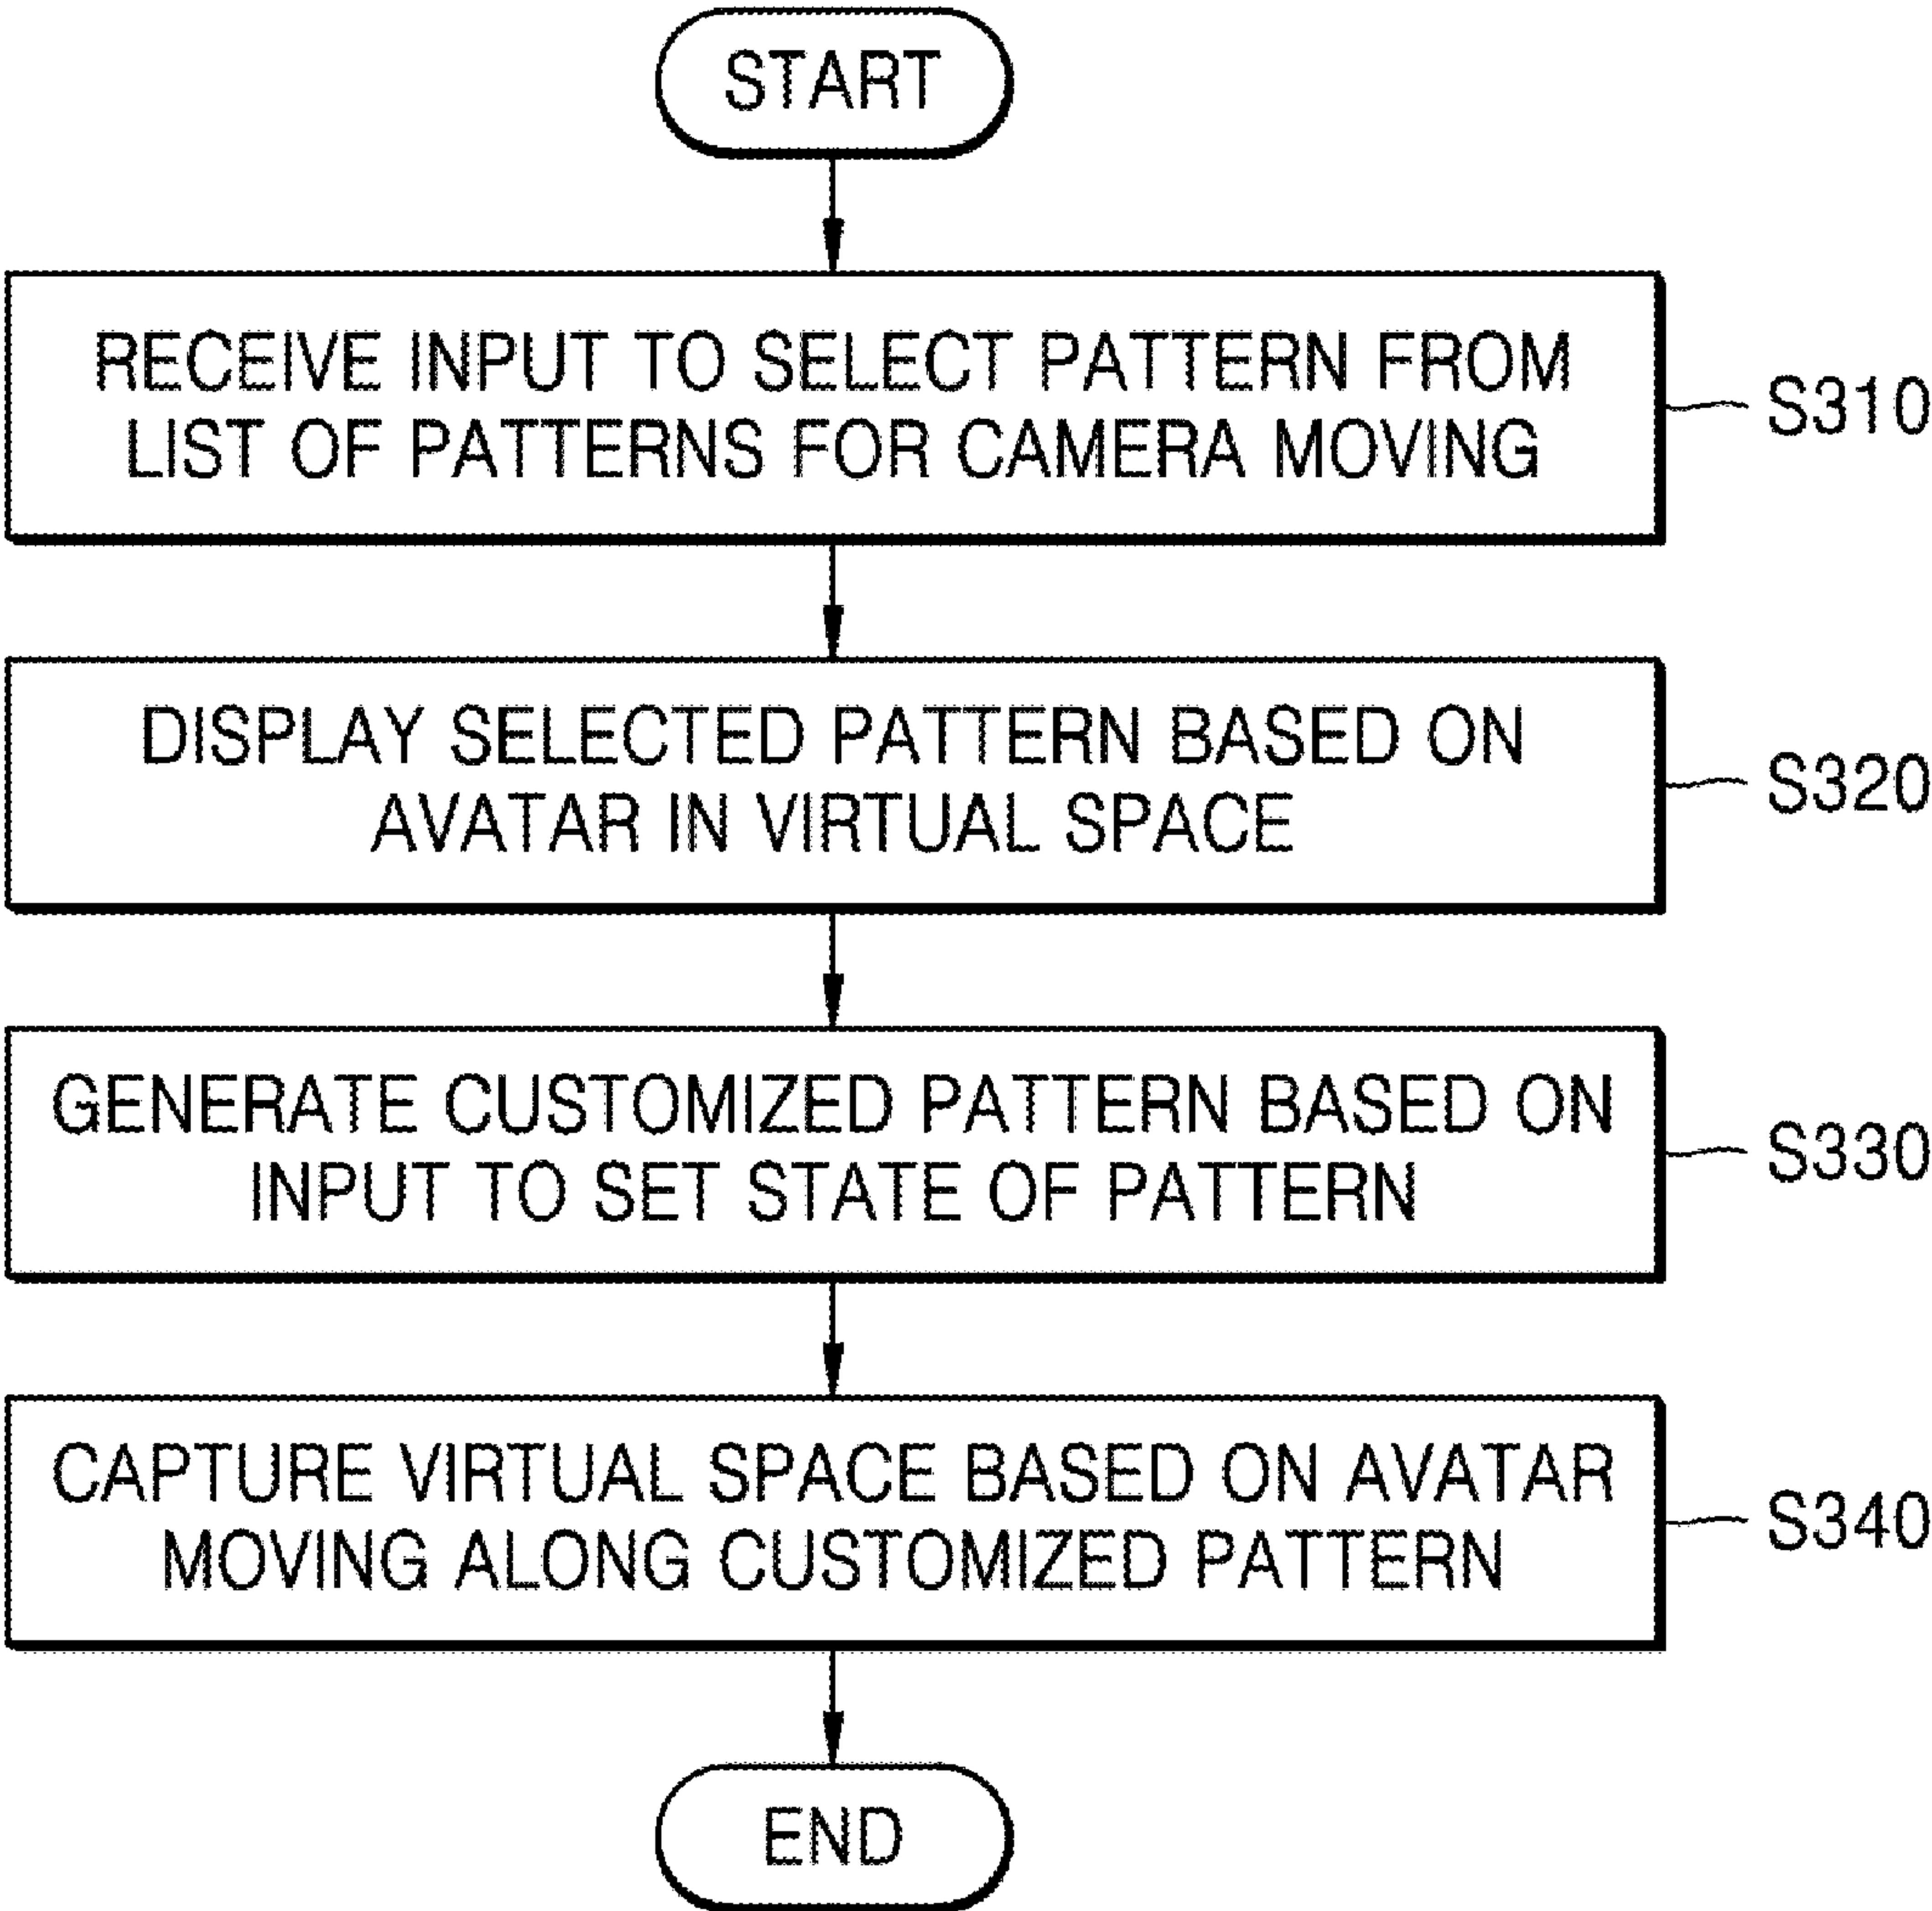 START
RECEIVE INPUT TO SELECT PATTERN FROM
LIST OF PATTERNS FOR CAMERA MOVING
S310
DISPLAY SELECTED PATTERN BASED ON
AVATAR IN VIRTUAL SPACE
S320
GENERATE CUSTOMIZED PATTERN BASED ON
INPUT TO SET STATE OF PATTERN
S330
CAPTURE VIRTUAL SPACE BASED ON AVATAR
MOVING ALONG CUSTOMIZED PATTERN
S340
END